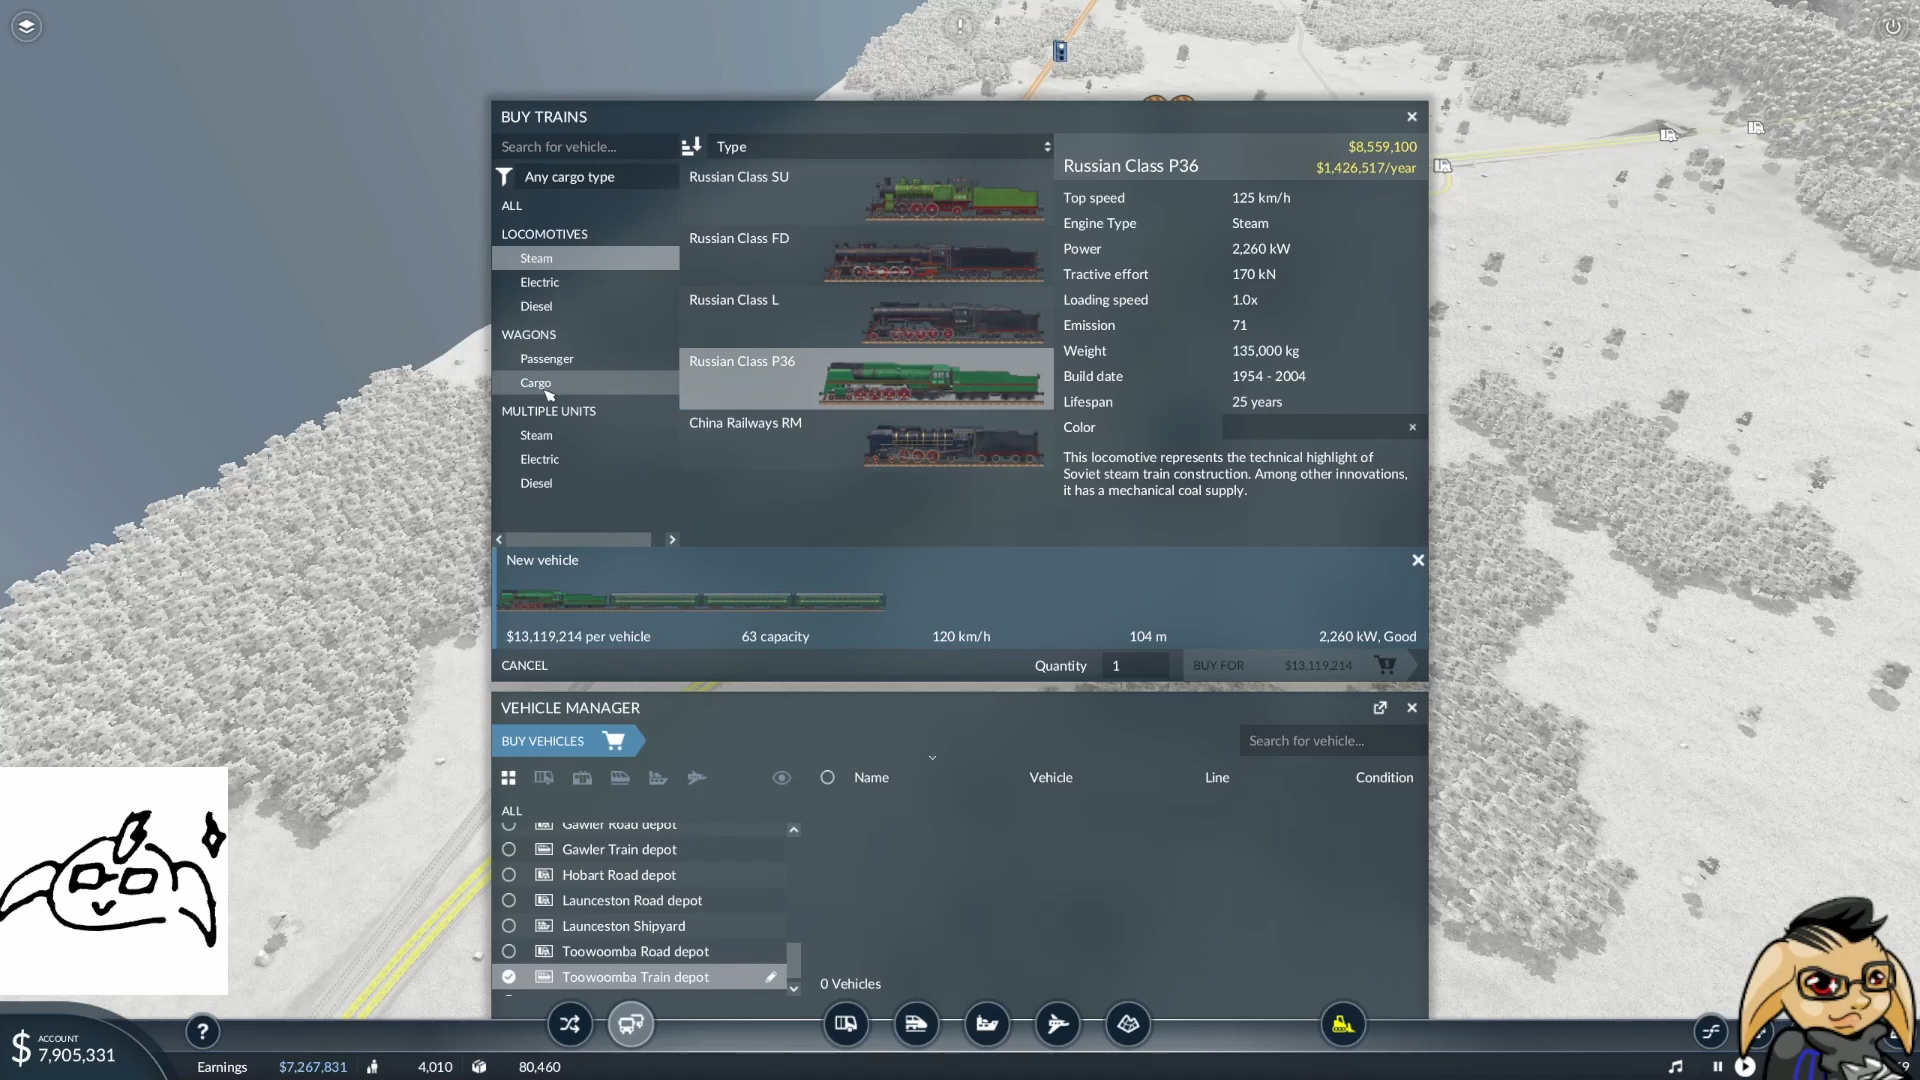 BUY TRAINS
Search for vehicle...
Type
Any cargo type
ALL
LOCOMOTIVES
Steam
Electric
Diesel
WAGONS
Passenger
Cargo
MULTIPLE UNITS
Steam
Electric
Diesel
Russian Class SU
Russian Class FD
Russian Class L
Russian Class P36
China Railways RM
$8,559,100
Russian Class P36
$1,426,517/year
Top speed 125 km/h
Engine Type Steam
Power 2,260 kW
Tractive effort 170 kN
Loading speed 1.0x
Emission 71
Weight 135,000 kg
Build date 1954 - 2004
Lifespan 25 years
Color
This locomotive represents the technical highlight of
Soviet steam train construction. Among other innovations,
it has a mechanical coal supply.
New vehicle
$13,119,214 per vehicle 63 capacity 120 km/h 104 m 2,260 kW, Good
CANCEL Quantity 1 BUY FOR $13,119,214
VEHICLE MANAGER
BUY VEHICLES Search for vehicle...
Name Vehicle Line Condition
ALL
Gawler Road depot
Gawler Train depot
Hobart Road depot
Launceston Road depot
Launceston Shipyard
Toowoomba Road depot
Toowoomba Train depot
0 Vehicles
$ ACCOUNT
7,905,331
?
Earnings $7,267,831 4,010 80,460